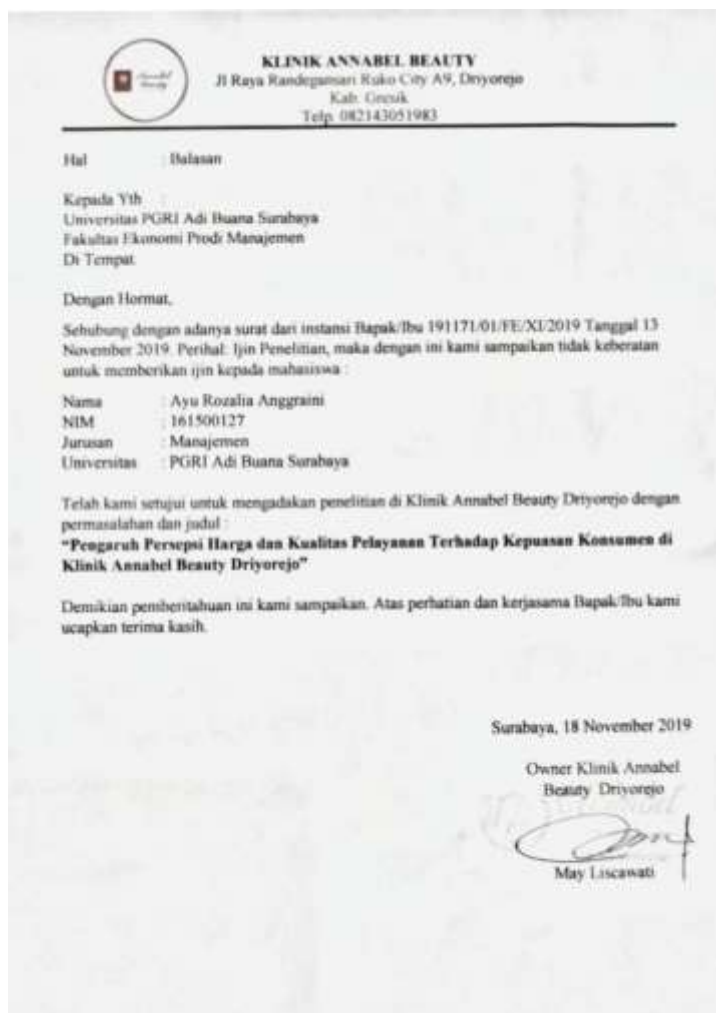 Annabel
Beauty
KLINIK ANNABEL BEAUTY
Jl Raya Randegansari Ruko City A9, Driyorejo
Kab. Gresik
Telp. 082143051983
Hal : Balasan
Kepada Yth :
Universitas PGRI Adi Buana Surabaya
Fakultas Ekonomi Prodi Manajemen
Di Tempat
Dengan Hormat,
Sehubung dengan adanya surat dari instansi Bapak/Ibu 191171/01/FE/XI/2019 Tanggal 13
November 2019. Perihal: Ijin Penelitian, maka dengan ini kami sampaikan tidak keberatan
untuk memberikan ijin kepada mahasiswa :
Nama : Ayu Rozalia Anggraini
NIM : 161500127
Jurusan : Manajemen
Universitas : PGRI Adi Buana Surabaya
Telah kami setujui untuk mengadakan penelitian di Klinik Annabel Beauty Driyorejo dengan
permasalahan dan judul :
“Pengaruh Persepsi Harga dan Kualitas Pelayanan Terhadap Kepuasan Konsumen di
Klinik Annabel Beauty Driyorejo”
Demikian pemberitahuan ini kami sampaikan. Atas perhatian dan kerjasama Bapak/Ibu kami
ucapkan terima kasih.
Surabaya, 18 November 2019
Owner Klinik Annabel
Beauty Driyorejo
May Liscawati